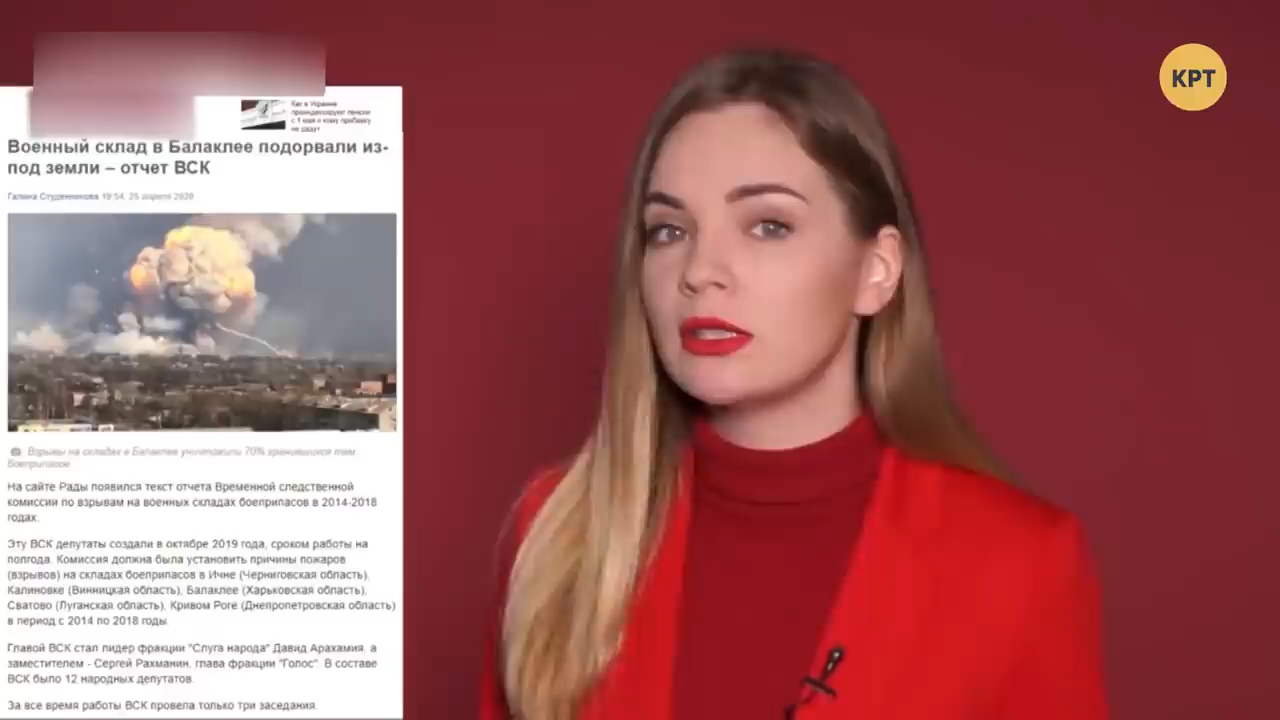 КРТ
Как в Украине
проиндексируют пенсии
с 1 мая и кому прибавку
не дадут
Военный склад в Балаклее подорвали из-
под земли – отчет ВСК
Галина Студенникова 19:54, 25 апреля 2020
Взрывы на складах в Балаклее уничтожили 70% хранившихся там
боеприпасов
На сайте Рады появился текст отчета Временной следственной
комиссии по взрывам на военных складах боеприпасов в 2014-2018
годах.
Эту ВСК депутаты создали в октябре 2019 года, сроком работы на
полгода. Комиссия должна была установить причины пожаров
(взрывов) на складах боеприпасов в Ичне (Черниговская область),
Калиновке (Винницкая область), Балаклее (Харьковская область),
Сватово (Луганская область), Кривом Роге (Днепропетровская область)
в период с 2014 по 2018 годы.
Главой ВСК стал лидер фракции "Слуга народа" Давид Арахамия, а
заместителем - Сергей Рахманин, глава фракции "Голос". В составе
ВСК было 12 народных депутатов.
За все время работы ВСК провела только три заседания.